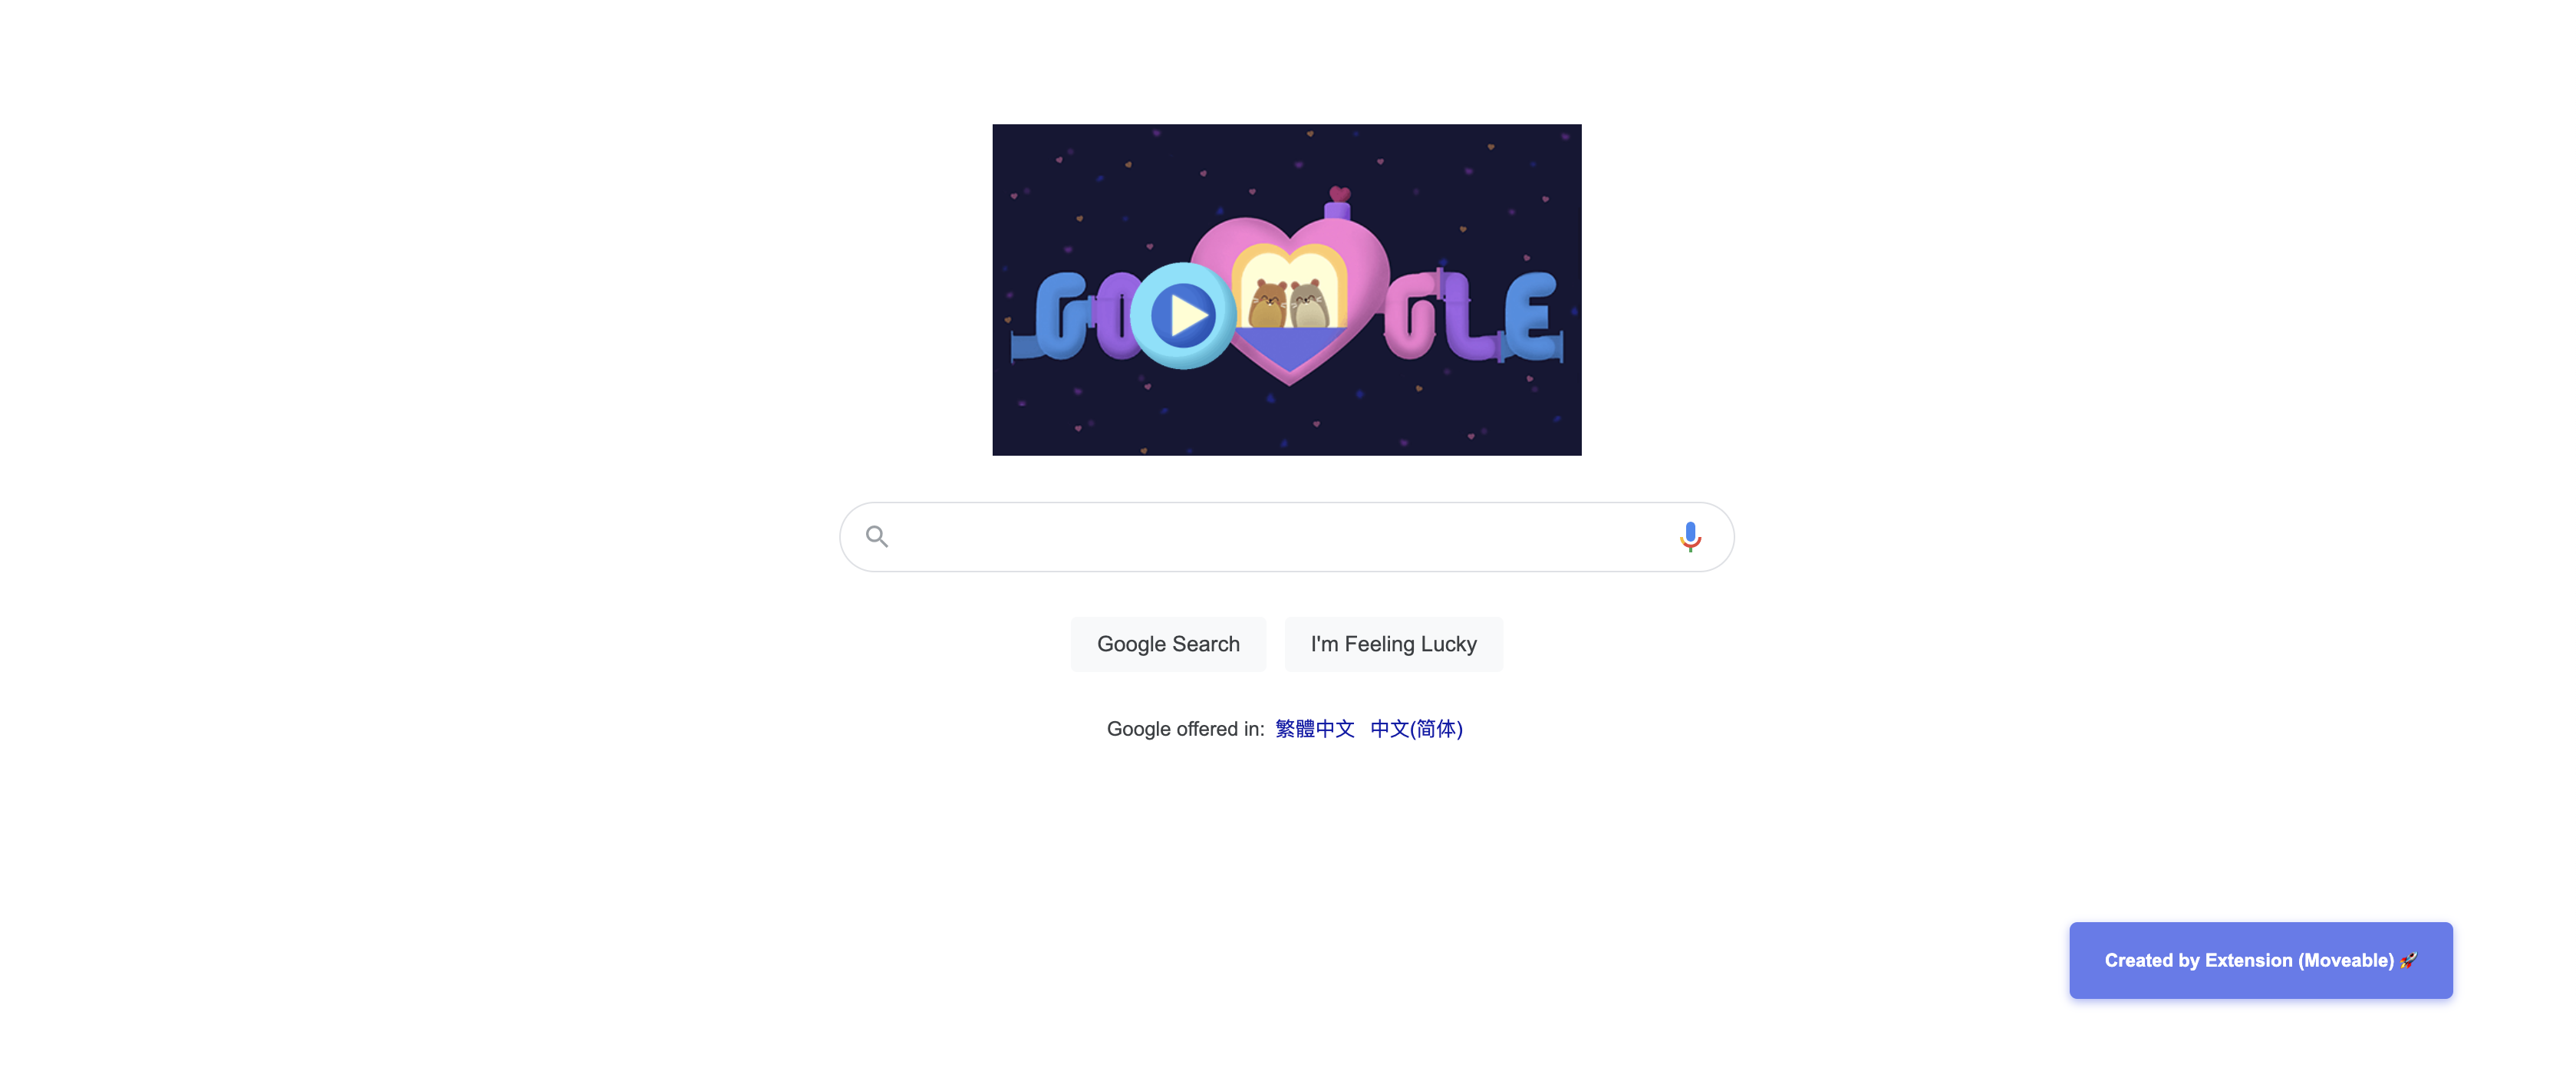 GOOGLE
Google Search
I'm Feeling Lucky
Google offered in: 繁體中文 中文(简体)
Created by Extension (Moveable) 🚀